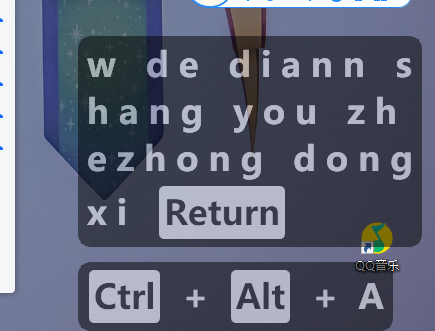 w de diann s
hang you zh
ezhong dong
xi Return
QQ音乐
Ctrl + Alt + A